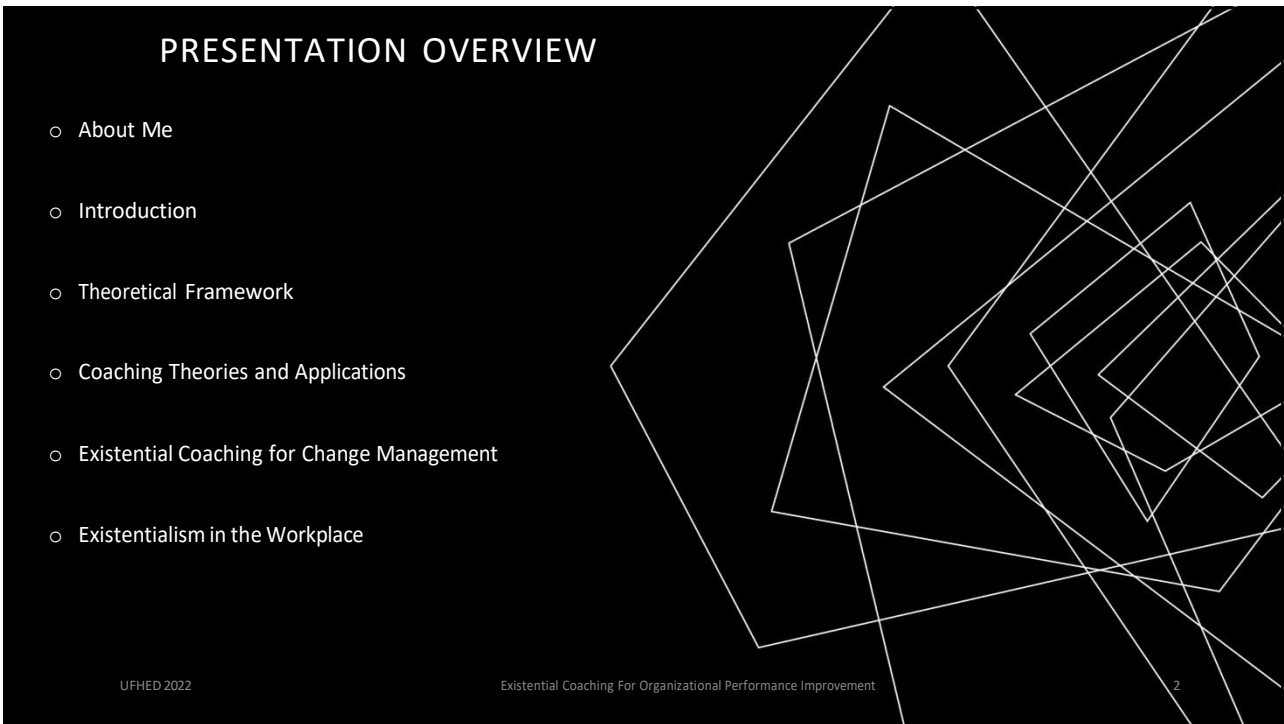 PRESENTATION OVERVIEW
o About Me
o Introduction
o Theoretical Framework
o Coaching Theories and Applications
o Existential Coaching for Change Management
o Existentialism in the Workplace
UFHED 2022
Existential Coaching For Organizational Performance Improvement
2